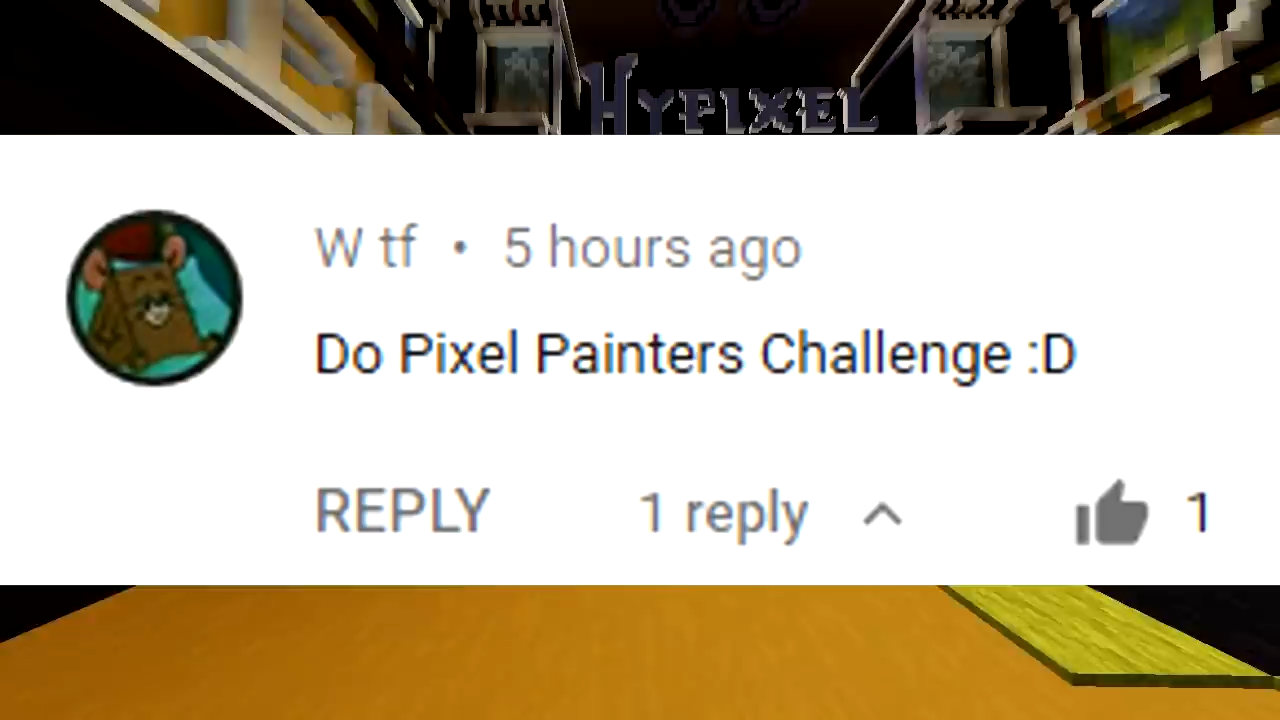 HYPIXEL
W tf • 5 hours ago
Do Pixel Painters Challenge :D
REPLY 1 reply 1